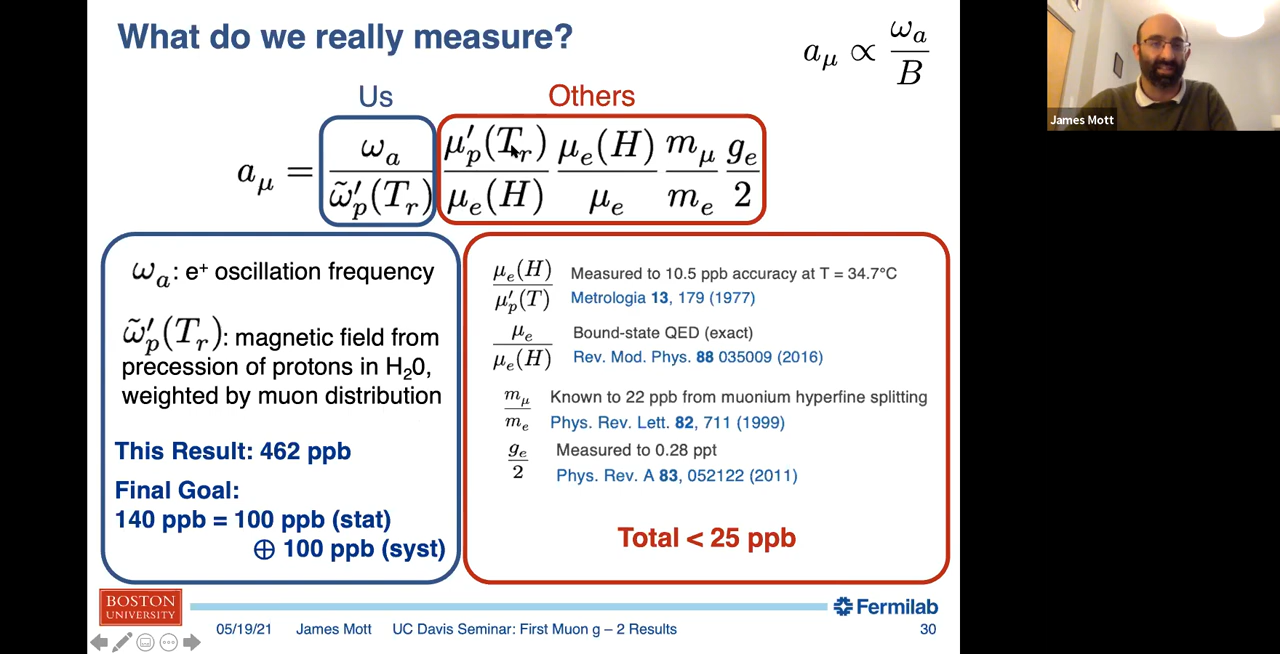 What do we really measure?
a_μ ∝ ω_a / B
Us
Others
a_μ = ω_a / ω̃′_p(T_r) μ′_p(T_r) / μ_e(H) μ_e(H) / μ_e m_μ / m_e g_e / 2
ω_a: e⁺ oscillation frequency
ω̃′_p(T_r): magnetic field from
precession of protons in H₂0,
weighted by muon distribution
This Result: 462 ppb
Final Goal:
140 ppb = 100 ppb (stat)
⊕ 100 ppb (syst)
μ_e(H) / μ′_p(T) Measured to 10.5 ppb accuracy at T = 34.7°C
Metrologia 13, 179 (1977)
μ_e / μ_e(H) Bound-state QED (exact)
Rev. Mod. Phys. 88 035009 (2016)
m_μ / m_e Known to 22 ppb from muonium hyperfine splitting
Phys. Rev. Lett. 82, 711 (1999)
g_e / 2 Measured to 0.28 ppt
Phys. Rev. A 83, 052122 (2011)
Total < 25 ppb
BOSTON
UNIVERSITY
Fermilab
05/19/21 James Mott UC Davis Seminar: First Muon g – 2 Results 30
James Mott